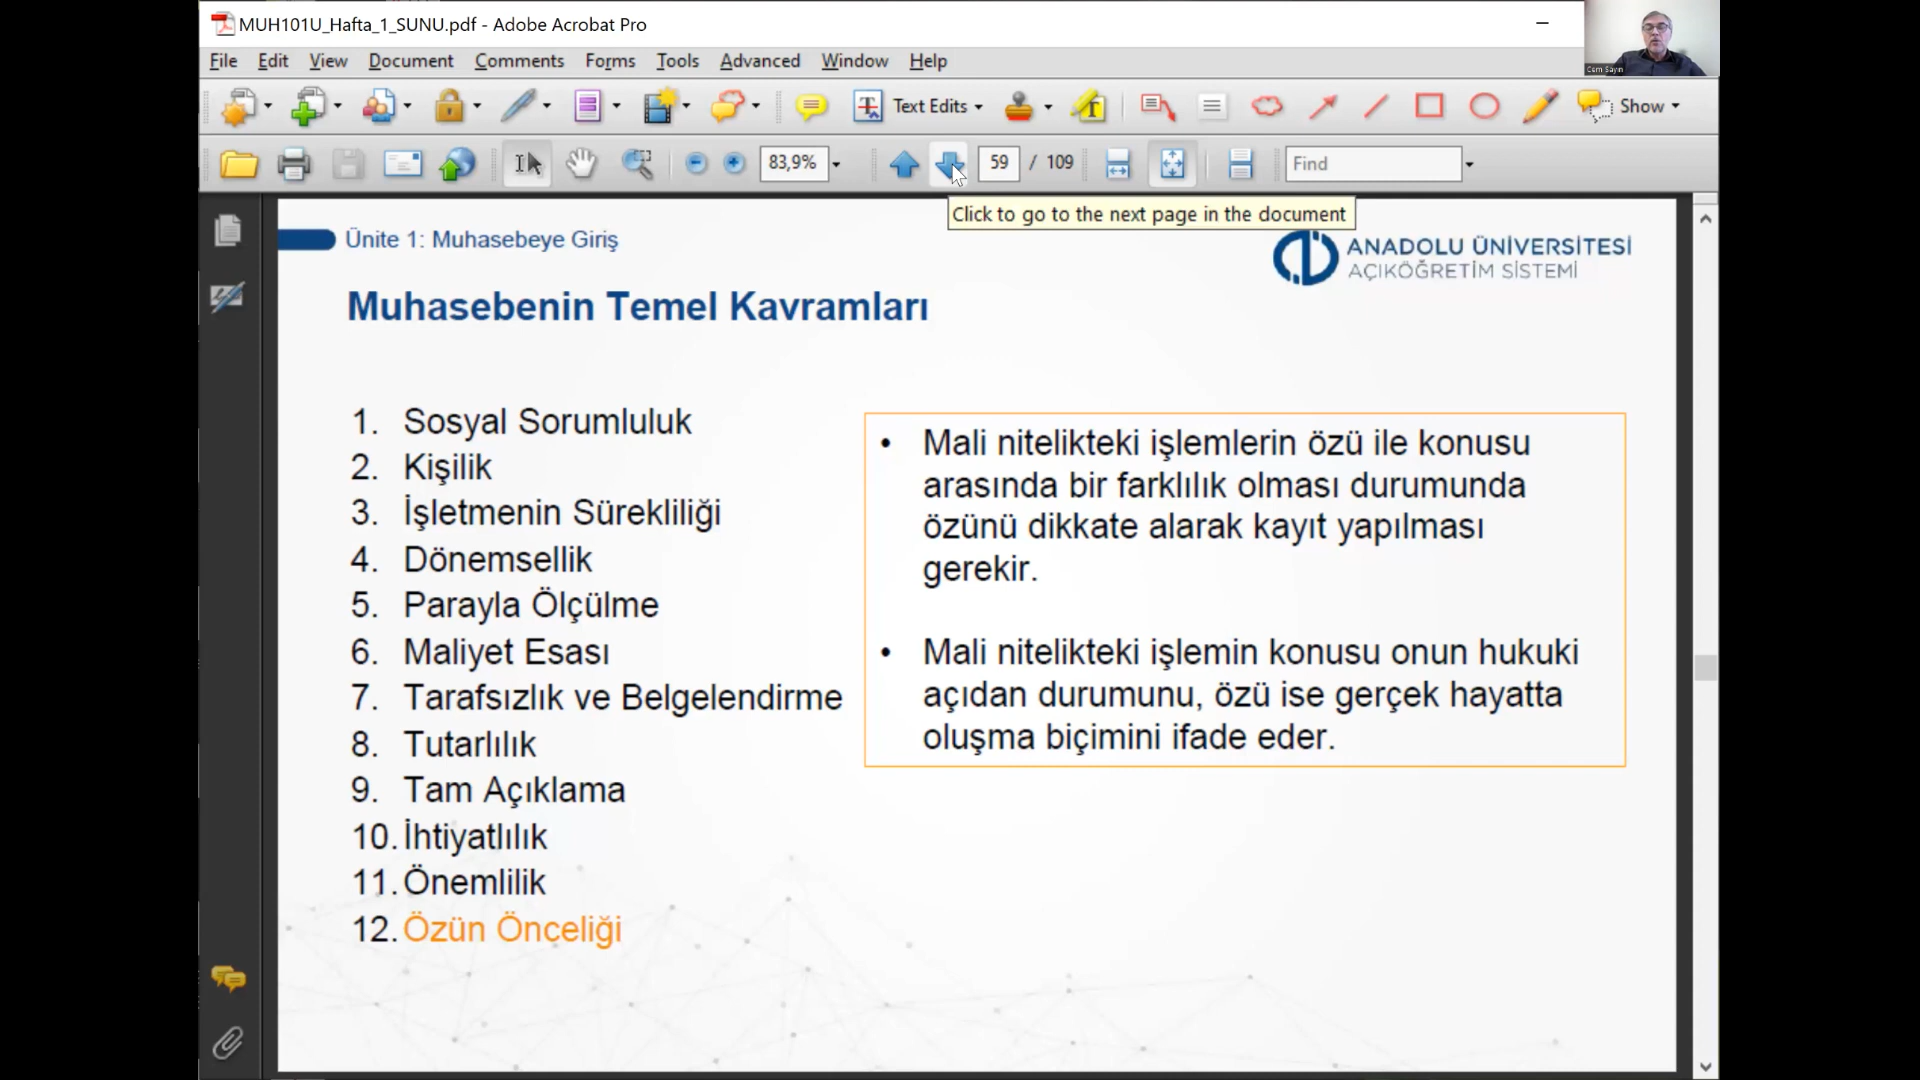 MUH101U_Hafta_1_SUNU.pdf - Adobe Acrobat Pro
Cem Sayın
File Edit View Document Comments Forms Tools Advanced Window Help
Text Edits Show
83,9% 59 / 109 Find
Click to go to the next page in the document
Ünite 1: Muhasebeye Giriş
ANADOLU ÜNİVERSİTESİ
AÇIKÖĞRETİM SİSTEMİ
Muhasebenin Temel Kavramları
1. Sosyal Sorumluluk
2. Kişilik
3. İşletmenin Sürekliliği
4. Dönemsellik
5. Parayla Ölçülme
6. Maliyet Esası
7. Tarafsızlık ve Belgelendirme
8. Tutarlılık
9. Tam Açıklama
10. İhtiyatlılık
11. Önemlilik
12. Özün Önceliği
• Mali nitelikteki işlemlerin özü ile konusu
arasında bir farklılık olması durumunda
özünü dikkate alarak kayıt yapılması
gerekir.
• Mali nitelikteki işlemin konusu onun hukuki
açıdan durumunu, özü ise gerçek hayatta
oluşma biçimini ifade eder.